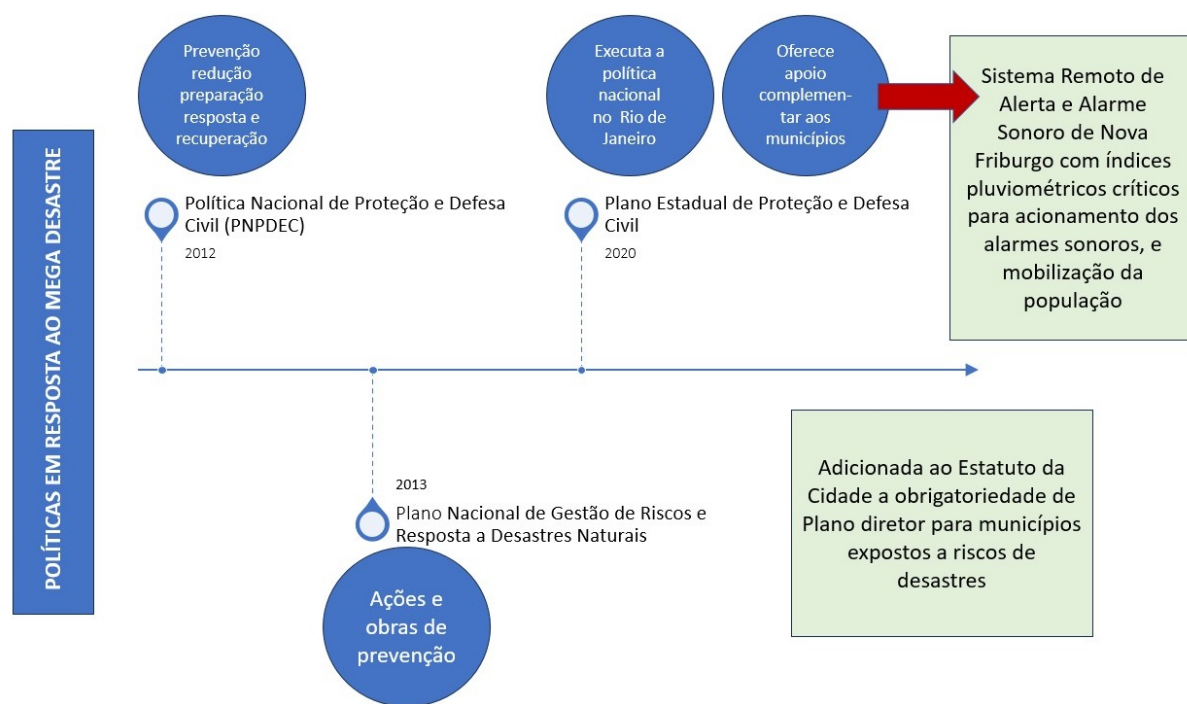 POLÍTICAS EM RESPOSTA AO MEGA DESASTRE
Prevenção
redução
preparação
resposta e
recuperação
Política Nacional de Proteção e Defesa
Civil (PNPDEC)
2012
2013
Plano Nacional de Gestão de Riscos e
Resposta a Desastres Naturais
Ações e
obras de
prevenção
Executa a
política
nacional
no Rio de
Janeiro
Oferece
apoio
complemen-
tar aos
municípios
Plano Estadual de Proteção e Defesa
Civil
2020
Sistema Remoto de
Alerta e Alarme
Sonoro de Nova
Friburgo com índices
pluviométricos críticos
para acionamento dos
alarmes sonoros, e
mobilização da
população
Adicionada ao Estatuto da
Cidade a obrigatoriedade de
Plano diretor para municípios
expostos a riscos de
desastres